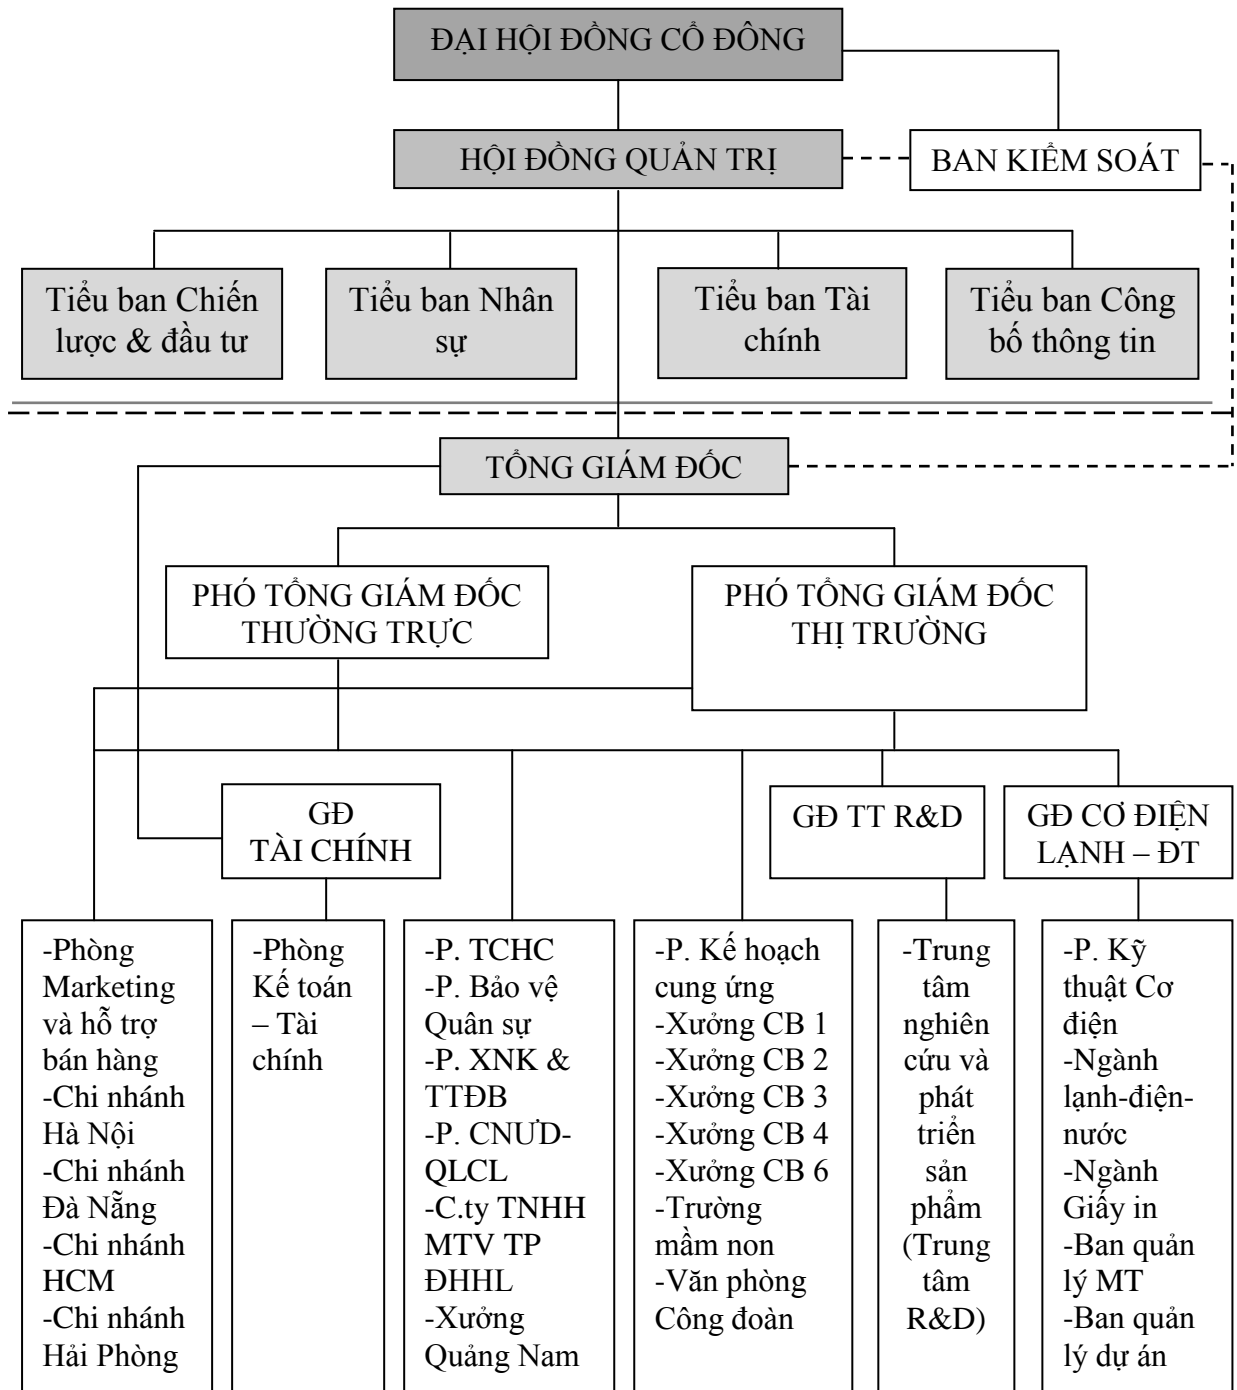 ĐẠI HỘI ĐỒNG CỔ ĐÔNG
HỘI ĐỒNG QUẢN TRỊ
BAN KIỂM SOÁT
Tiểu ban Chiến
lược & đầu tư
Tiểu ban Nhân
sự
Tiểu ban Tài
chính
Tiểu ban Công
bố thông tin
TỔNG GIÁM ĐỐC
PHÓ TỔNG GIÁM ĐỐC
THƯỜNG TRỰC
PHÓ TỔNG GIÁM ĐỐC
THỊ TRƯỜNG
GĐ
TÀI CHÍNH
GĐ TT R&D
GĐ CƠ ĐIỆN
LẠNH – ĐT
-Phòng
Marketing
và hỗ trợ
bán hàng
-Chi nhánh
Hà Nội
-Chi nhánh
Đà Nẵng
-Chi nhánh
HCM
-Chi nhánh
Hải Phòng
-Phòng
Kế toán
– Tài
chính
-P. TCHC
-P. Bảo vệ
Quân sự
-P. XNK &
TTĐB
-P. CNƯD-
QLCL
-C.ty TNHH
MTV TP
ĐHHL
-Xưởng
Quảng Nam
-P. Kế hoạch
cung ứng
-Xưởng CB 1
-Xưởng CB 2
-Xưởng CB 3
-Xưởng CB 4
-Xưởng CB 6
-Trường
mầm non
-Văn phòng
Công đoàn
-Trung
tâm
nghiên
cứu và
phát
triển
sản
phẩm
(Trung
tâm
R&D)
-P. Kỹ
thuật Cơ
điện
-Ngành
lạnh-điện-
nước
-Ngành
Giấy in
-Ban quản
lý MT
-Ban quản
lý dự án